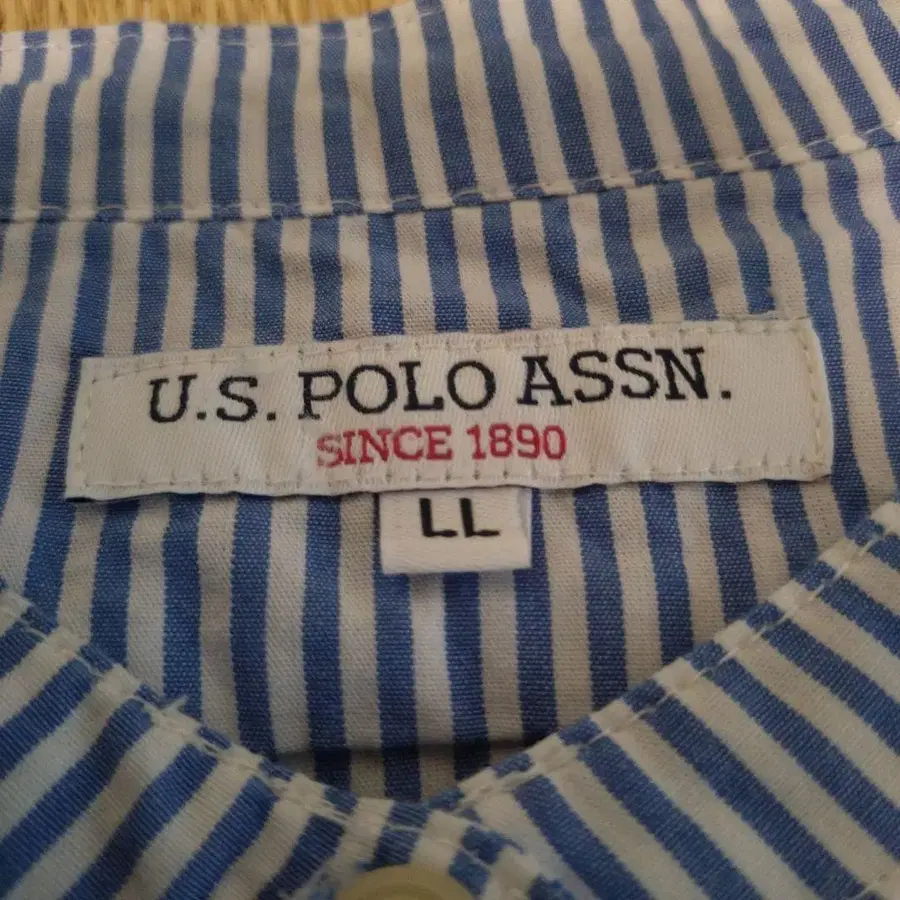 U.S. POLO ASSN.
SINCE 1890
LL